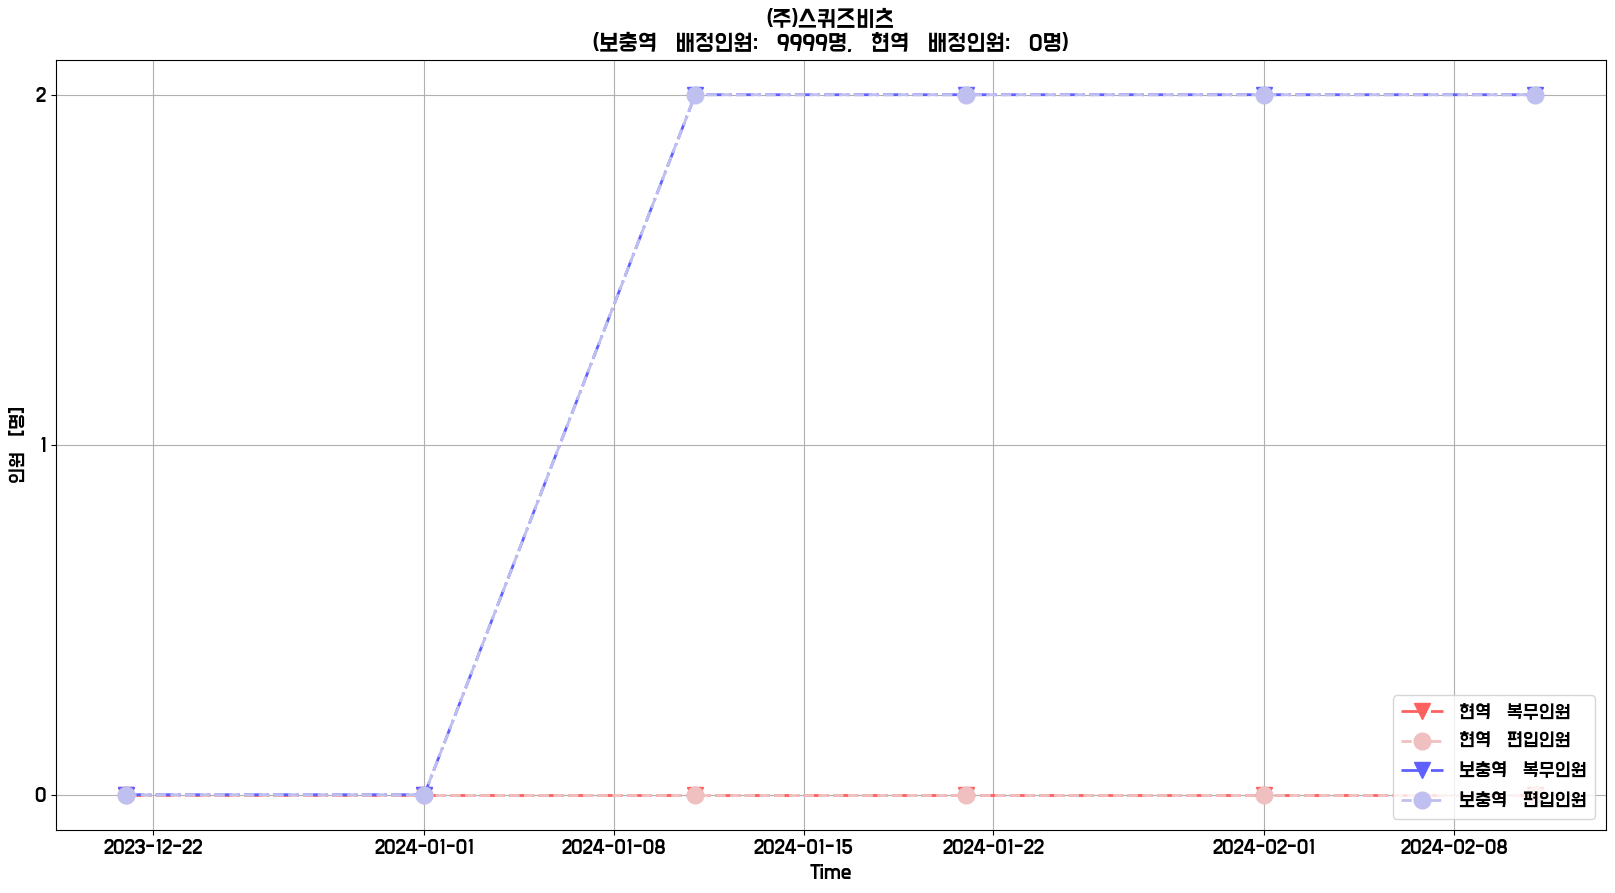 (주)스퀴즈비츠
(보충역 배정인원: 9999명, 현역 배정인원: 0명)
인원 [명]
2
1
0
현역 복무인원
현역 편입인원
보충역 복무인원
보충역 편입인원
2023-12-22 2024-01-01 2024-01-08 2024-01-15 2024-01-22 2024-02-01 2024-02-08
Time